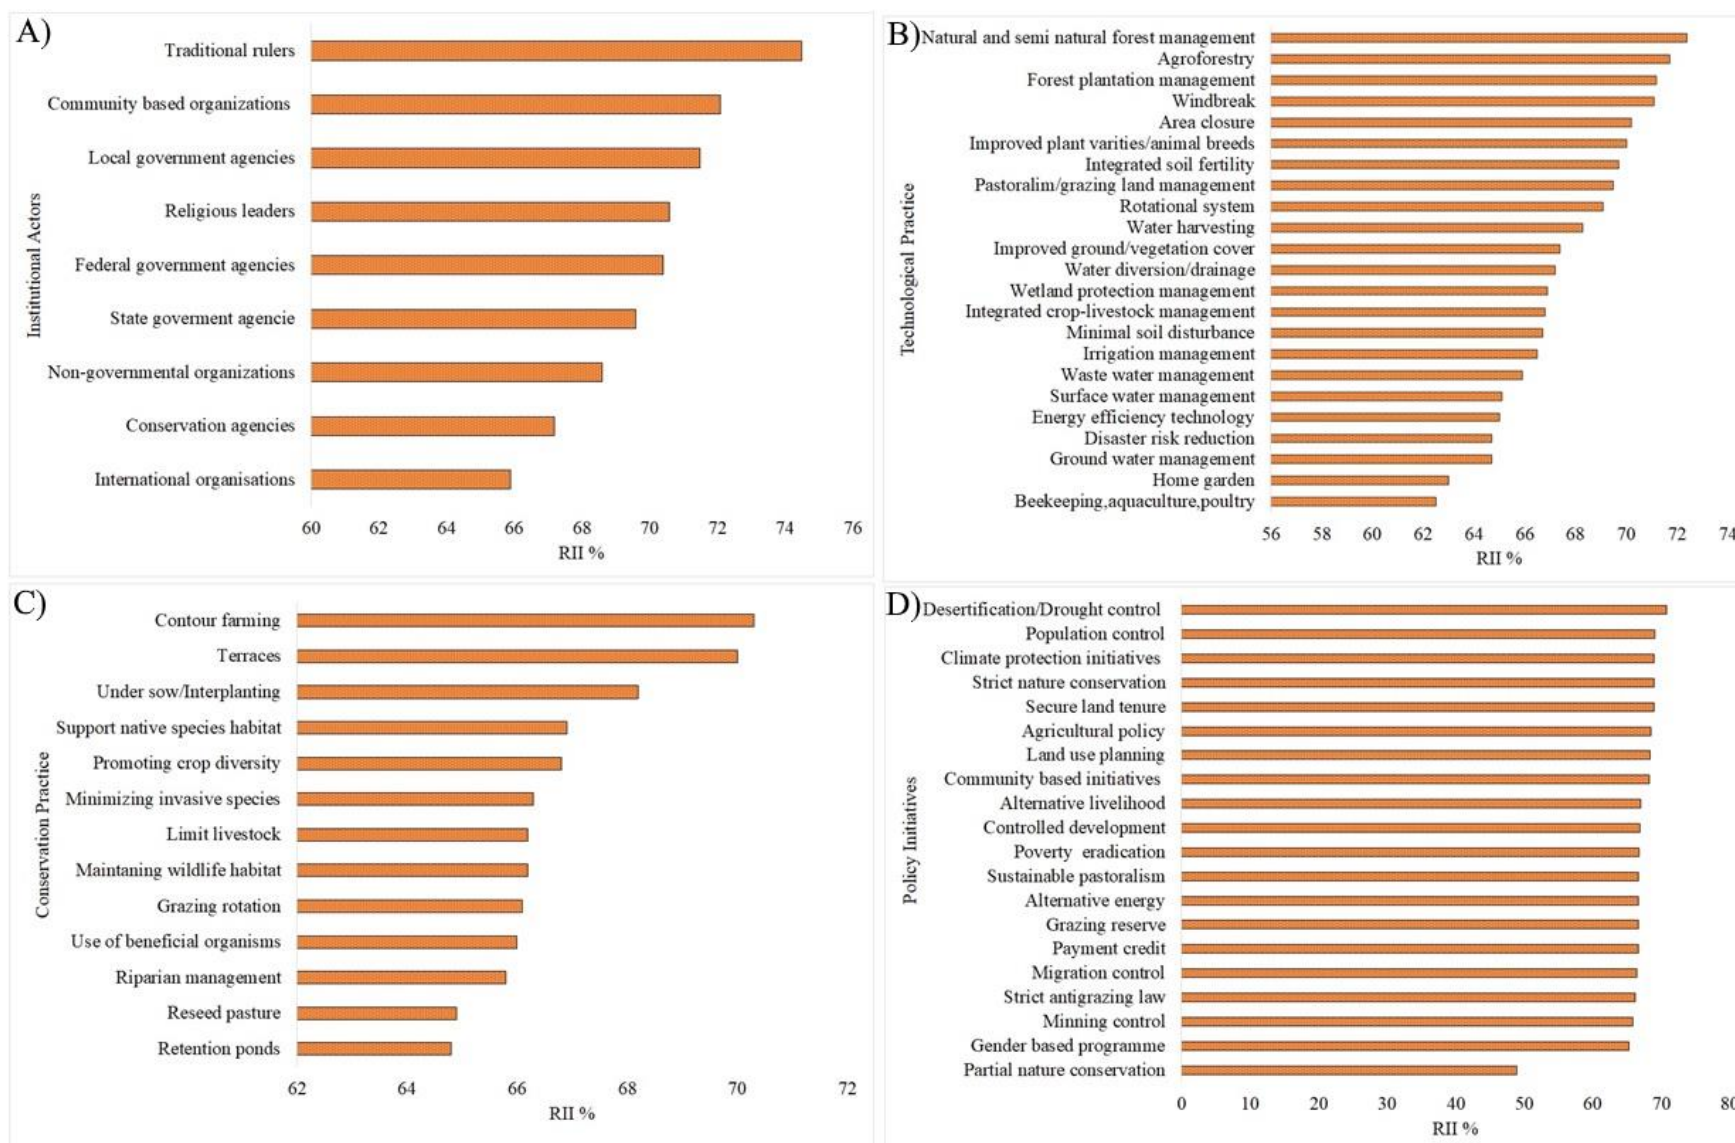 A)
Institutional Actors
Traditional rulers
Community based organizations
Local government agencies
Religious leaders
Federal government agencies
State goverment agencie
Non-governmental organizations
Conservation agencies
International organisations
60 62 64 66 68 70 72 74 76
RII %
B)
Technological Practice
Natural and semi natural forest management
Agroforestry
Forest plantation management
Windbreak
Area closure
Improved plant varities/animal breeds
Integrated soil fertility
Pastoralim/grazing land management
Rotational system
Water harvesting
Improved ground/vegetation cover
Water diversion/drainage
Wetland protection management
Integrated crop-livestock management
Minimal soil disturbance
Irrigation management
Waste water management
Surface water management
Energy efficiency technology
Disaster risk reduction
Ground water management
Home garden
Beekeeping,aquaculture,poultry
56 58 60 62 64 66 68 70 72 74
RII %
C)
Conservation Practice
Contour farming
Terraces
Under sow/Interplanting
Support native species habitat
Promoting crop diversity
Minimizing invasive species
Limit livestock
Maintaning wildlife habitat
Grazing rotation
Use of beneficial organisms
Riparian management
Reseed pasture
Retention ponds
62 64 66 68 70 72
RII %
D)
Policy Initiatives
Desertification/Drought control
Population control
Climate protection initiatives
Strict nature conservation
Secure land tenure
Agricultural policy
Land use planning
Community based initiatives
Alternative livelihood
Controlled development
Poverty eradication
Sustainable pastoralism
Alternative energy
Grazing reserve
Payment credit
Migration control
Strict antigrazing law
Minning control
Gender based programme
Partial nature conservation
0 10 20 30 40 50 60 70 80
RII %